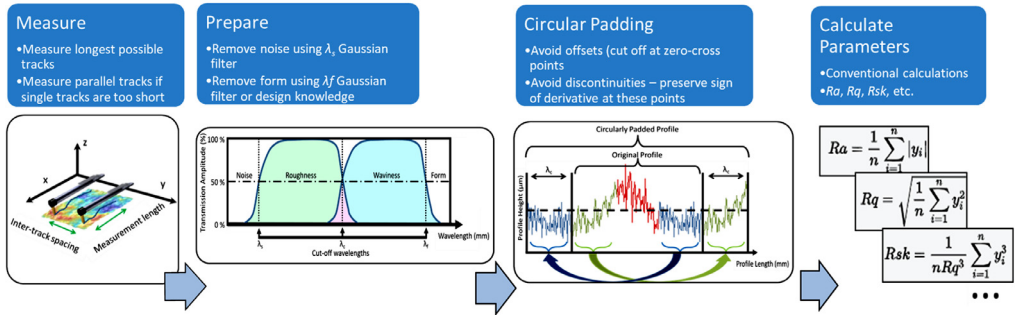 Measure
•Measure longest possible
tracks
•Measure parallel tracks if
single tracks are too short
z
x
y
Inter-track spacing
Measurement length
Prepare
•Remove noise using λs Gaussian
filter
•Remove form using λf Gaussian
filter or design knowledge
Transmission Amplitude (%)
100 %
50 %
0 %
Noise
Roughness
Waviness
Form
λs
λc
λf
Wavelength (mm)
Cut-off wavelengths
Circular Padding
•Avoid offsets (cut off at zero-cross
points
•Avoid discontinuities – preserve sign
of derivative at these points
Circularly Padded Profile
Original Profile
λc
λc
Profile Height (μm)
Profile Length (mm)
Calculate
Parameters
•Conventional calculations
•Ra, Rq, Rsk, etc.
Ra = 1/n ∑ i=1 n |yi|
Rq = √ 1/n ∑ i=1 n yi²
Rsk = 1/nRq³ ∑ i=1 n yi³
•••